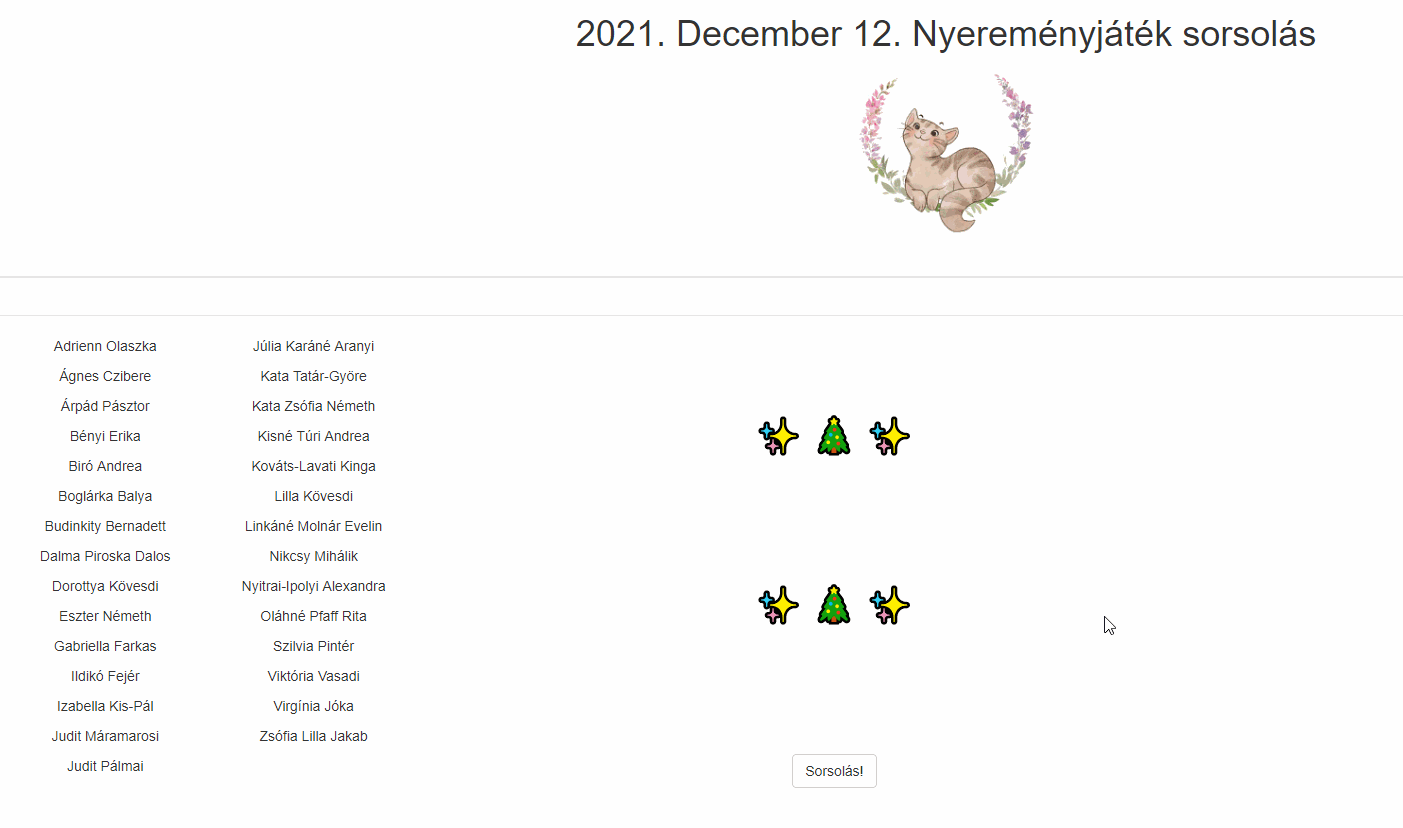 2021. December 12. Nyereményjáték sorsolás
Adrienn Olaszka
Ágnes Czibere
Árpád Pásztor
Bényi Erika
Biró Andrea
Boglárka Balya
Budinkity Bernadett
Dalma Piroska Dalos
Dorottya Kövesdi
Eszter Németh
Gabriella Farkas
Ildikó Fejér
Izabella Kis-Pál
Judit Máramarosi
Judit Pálmai
Júlia Karáné Aranyi
Kata Tatár-Györe
Kata Zsófia Németh
Kisné Túri Andrea
Kováts-Lavati Kinga
Lilla Kövesdi
Linkáné Molnár Evelin
Nikcsy Mihálik
Nyitrai-Ipolyi Alexandra
Oláhné Pfaff Rita
Szilvia Pintér
Viktória Vasadi
Virgínia Jóka
Zsófia Lilla Jakab
Sorsolás!